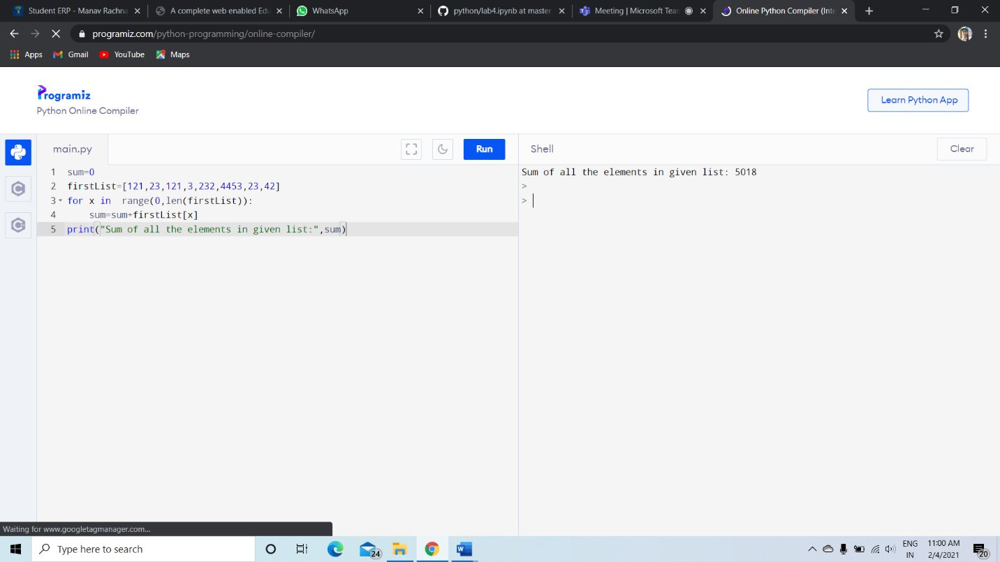 Student ERP - Manav Rachna
A complete web enabled Edu
WhatsApp
python/lab4.ipynb at master
Meeting | Microsoft Team
Online Python Compiler (Inte
programiz.com/python-programming/online-compiler/
Apps
Gmail
YouTube
Maps
Programiz
Python Online Compiler
Learn Python App
main.py
Run
Shell
Clear
1 sum=0
2 firstList=[121,23,121,3,232,4453,23,42]
3 for x in  range(0,len(firstList)):
4     sum=sum+firstList[x]
5 print("Sum of all the elements in given list:",sum)
Sum of all the elements in given list: 5018
>
>
Waiting for www.googletagmanager.com...
Type here to search
24
ENG
IN
11:00 AM
2/4/2021
20